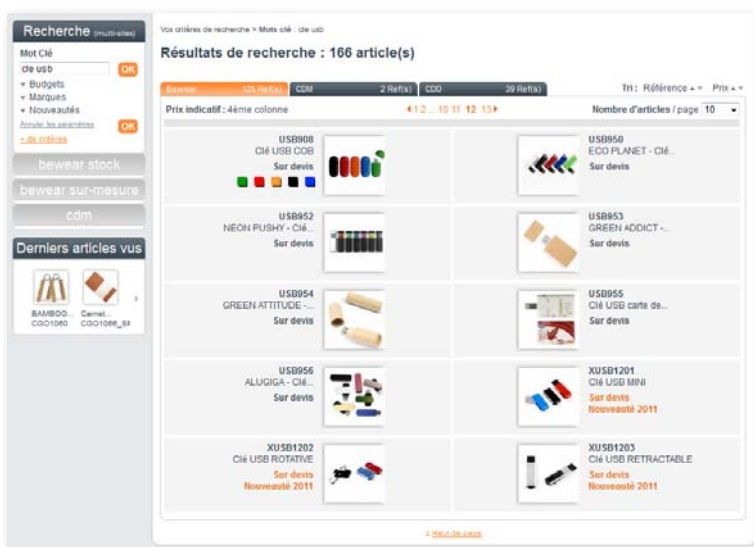 Recherche (multi-sites)
Mot Clé
cle usb
OK
Budgets
Marques
Nouveautés
Annuler les paramètres
OK
+ de critères
bewear stock
bewear sur-mesure
cdm
Derniers articles vus
BAMBOO...
CGO1060
Carnet...
Vos critères de recherche > Mots clé : cle usb
Résultats de recherche : 166 article(s)
Bewear 125 Ref(s) CDM 2 Ref(s) CDD 39 Ref(s)
Tri : Référence Prix
Prix indicatif : 4ème colonne
1 2 ... 10 11 12 13
Nombre d'articles / page 10
USB908
Clé USB COB
Sur devis
USB950
ECO PLANET - Clé...
Sur devis
USB952
NEON PUSHY - Clé...
Sur devis
USB953
GREEN ADDICT -...
Sur devis
USB954
GREEN ATTITUDE -...
Sur devis
USB955
Clé USB carte de...
Sur devis
USB956
ALUGIGA - Clé...
Sur devis
XUSB1201
Clé USB MINI
Sur devis
Nouveauté 2011
XUSB1202
Clé USB ROTATIVE
Sur devis
Nouveauté 2011
XUSB1203
Clé USB RETRACTABLE
Sur devis
Nouveauté 2011
Haut de page